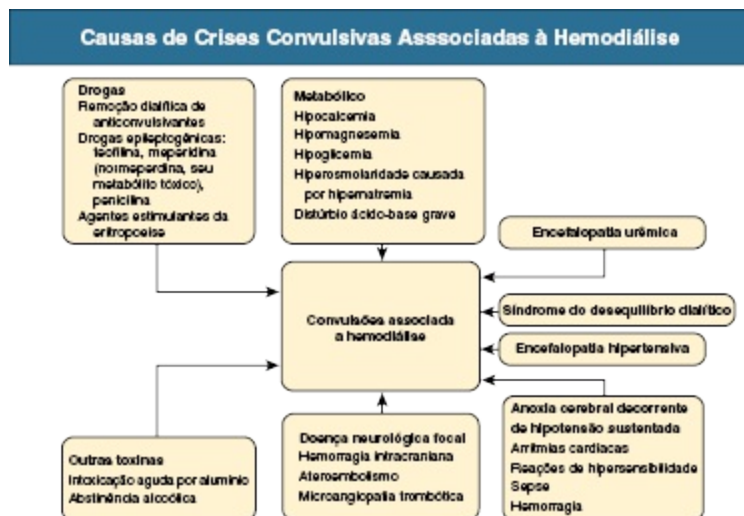 Causas de Crises Convulsivas Asssociadas à Hemodiálise
Drogas
Remoção dialítica de
anticonvulsivantes
Drogas epileptogênicas:
teofilina, meperidina
(normeperdina, seu
metabólito tóxico),
penicilina
Agentes estimulantes da
eritropoeise
Metabólico
Hipocalcemia
Hipomagnesemia
Hipoglicemia
Hiperosmolaridade causada
por hipernatremia
Distúrbio ácido-base grave
Encefalopatia urêmica
Convulsões associada
a hemodiálise
Síndrome do desequilíbrio dialítico
Encefalopatia hipertensiva
Outras toxinas
Intoxicação aguda por alumínio
Abstinência alcoólica
Doença neurológica focal
Hemorragia intracraniana
Ateroembolismo
Microangiopatia trombótica
Anoxia cerebral decorrente
de hipotensão sustentada
Arritmias cardíacas
Reações de hipersensibilidade
Sepse
Hemorragia